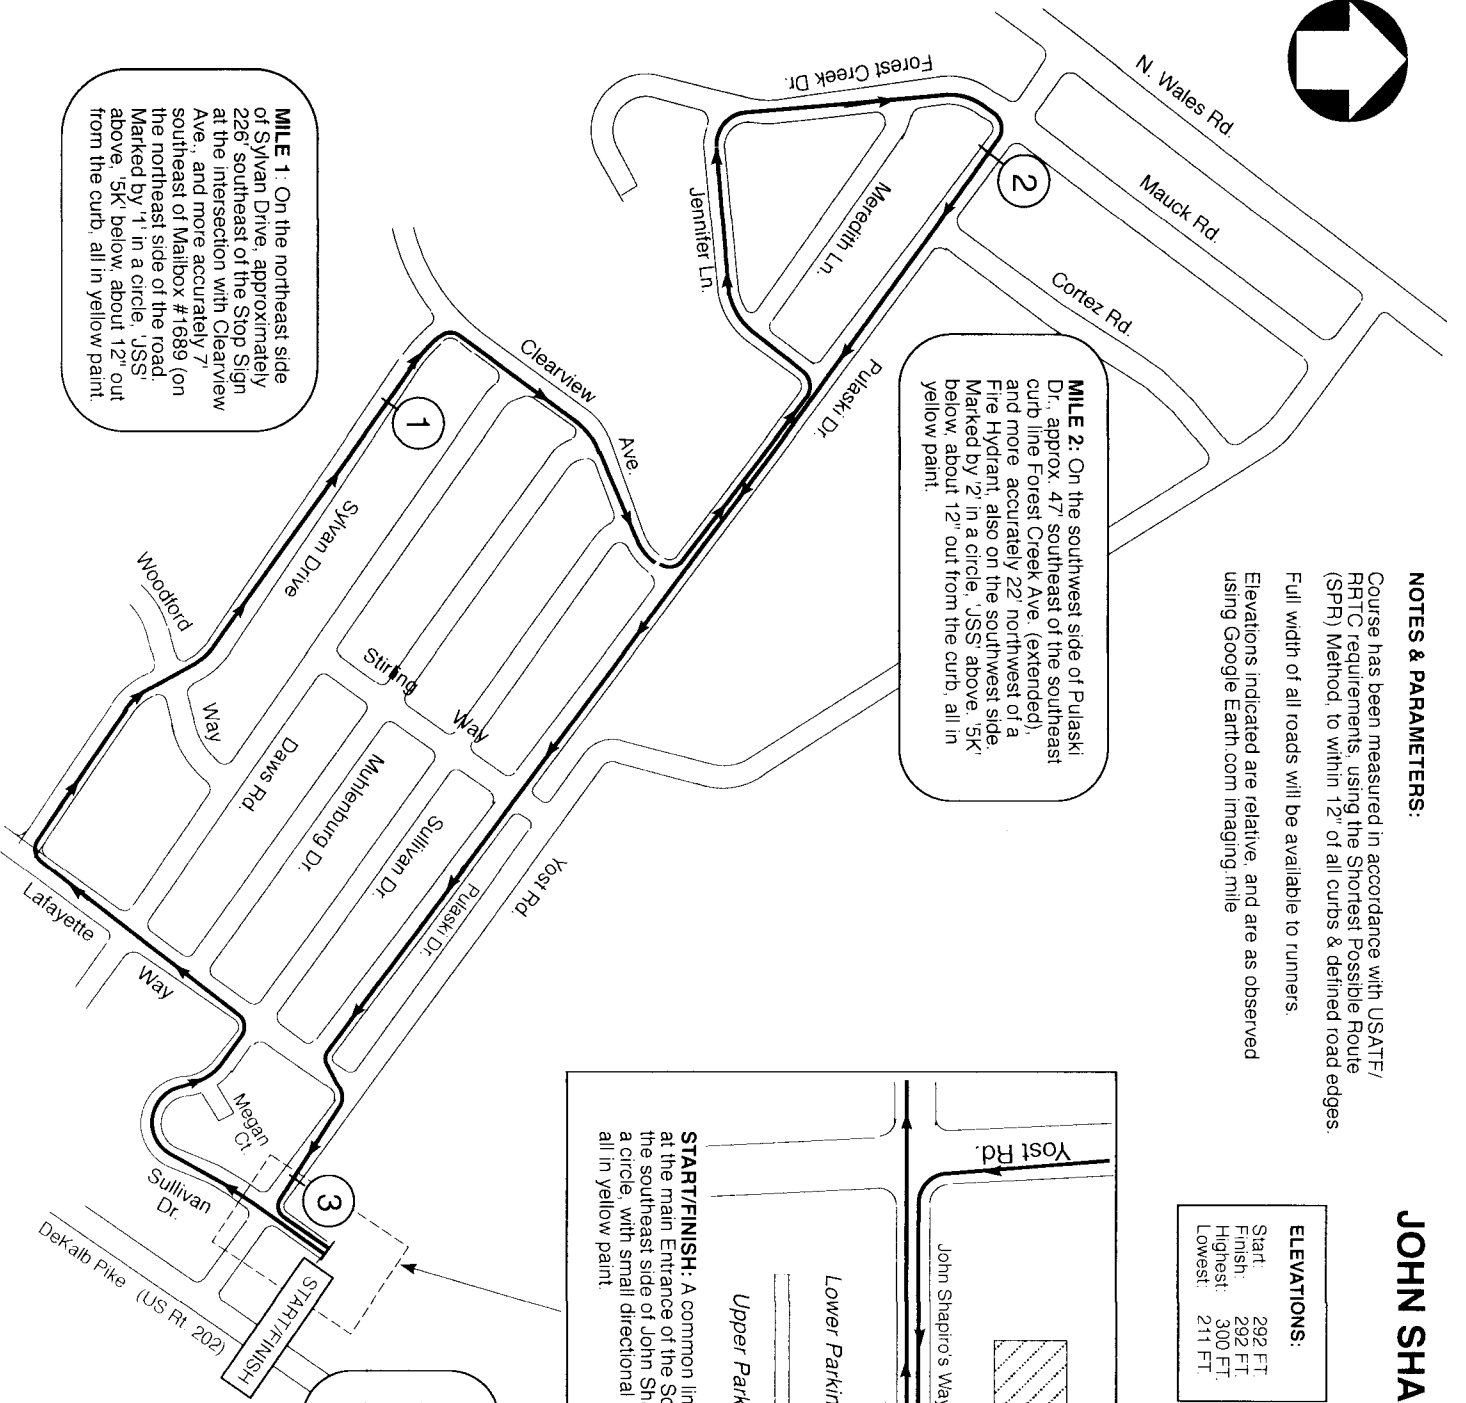 JOHN SHA
NOTES & PARAMETERS:
Course has been measured in accordance with USATF/
RRTC requirements, using the Shortest Possible Route
(SPR) Method, to within 12" of all curbs & defined road edges.
Full width of all roads will be available to runners.
Elevations indicated are relative, and are as observed
using Google Earth.com imaging.mile
ELEVATIONS:
Start: 292 FT.
Finish: 292 FT.
Highest: 300 FT.
Lowest: 211 FT.
N. Wales Rd.
Mauck Rd.
Cortez Rd.
Forest Creek Dr.
2
Meredith Ln.
Jennifer Ln.
Pulaski Dr.
MILE 2: On the southwest side of Pulaski
Dr., approx. 47' southeast of the southeast
curb line Forest Creek Ave. (extended),
and more accurately 22' northwest of a
Fire Hydrant, also on the southwest side.
Marked by '2' in a circle, 'JSS' above. '5K'
below, about 12" out from the curb, all in
yellow paint.
Clearview
Ave.
1
Sylvan Drive
Woodford
Way
Stirling
Way
Daws Rd.
Muhlenburg Dr.
Sullivan Dr.
Pulaski Dr.
Yost Rd.
Lafayette
Way
Megan
Ct.
3
Sullivan
Dr.
DeKalb Pike (US Rt. 202)
START/FINISH
MILE 1: On the northeast side
of Sylvan Drive, approximately
226' southeast of the Stop Sign
at the intersection with Clearview
Ave., and more accurately 7'
southeast of Mailbox #1689 (on
the northeast side of the road.
Marked by '1' in a circle, 'JSS'
above, '5K' below, about 12" out
from the curb, all in yellow paint.
Yost Rd.
John Shapiro's Way
Lower Parkin
Upper Park
START/FINISH: A common lin
at the main Entrance of the Sc
the southeast side of John Sh
a circle, with small directional
all in yellow paint.